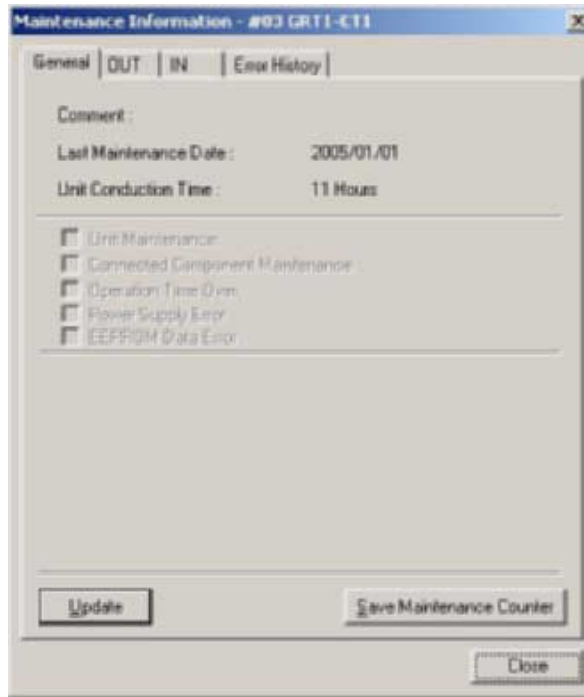 Maintenance Information - #03 GRT1-CT1
General OUT IN Error History
Comment :
Last Maintenance Date : 2005/01/01
Unit Conduction Time : 11 Hours
Unit Maintenance
Connected Component Maintenance
Operation Time Over
Power Supply Error
EEPROM Data Error
Update Save Maintenance Counter
Close